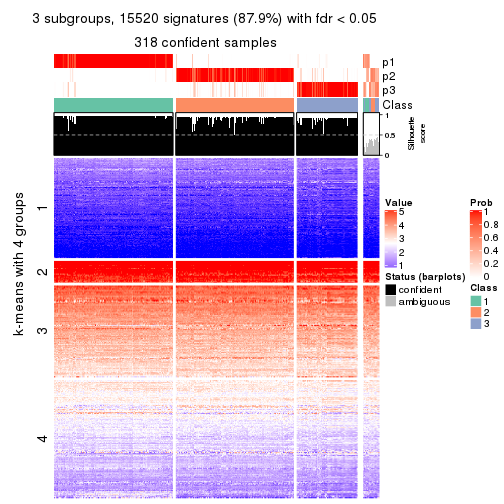 3 subgroups, 15520 signatures (87.9%) with fdr < 0.05
318 confident samples
p1
p2
p3
Class
1
0.5
0
Silhouette
score
k-means with 4 groups
1
2
3
4
Value
5
4
3
2
1
Status (barplots)
confident
ambiguous
Prob
1
0.8
0.6
0.4
0.2
0
Class
1
2
3